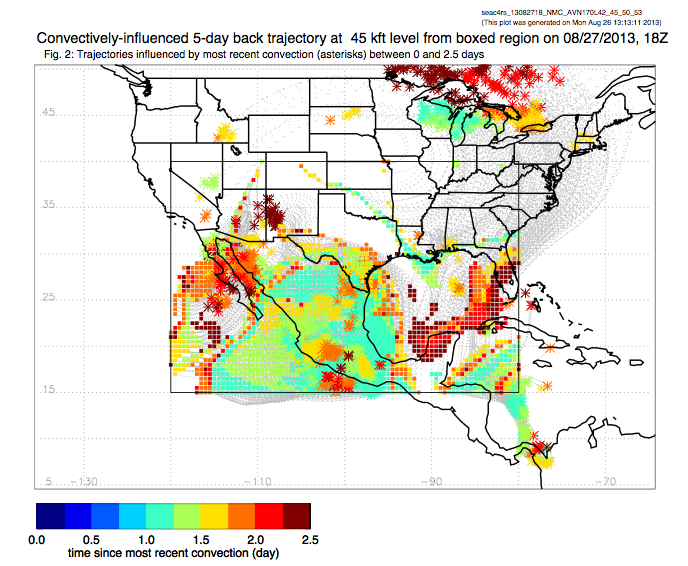 seac4rs_13082718_NMC_AVN170L42_45_50_53
(This plot was generated on Mon Aug 26 13:13:11 2013)
Convectively-influenced 5-day back trajectory at 45 kft level from boxed region on 08/27/2013, 18Z
Fig. 2: Trajectories influenced by most recent convection (asterisks) between 0 and 2.5 days
45
35
25
15
5 -130 -110 -90 -70
0.0 0.5 1.0 1.5 2.0 2.5
time since most recent convection (day)